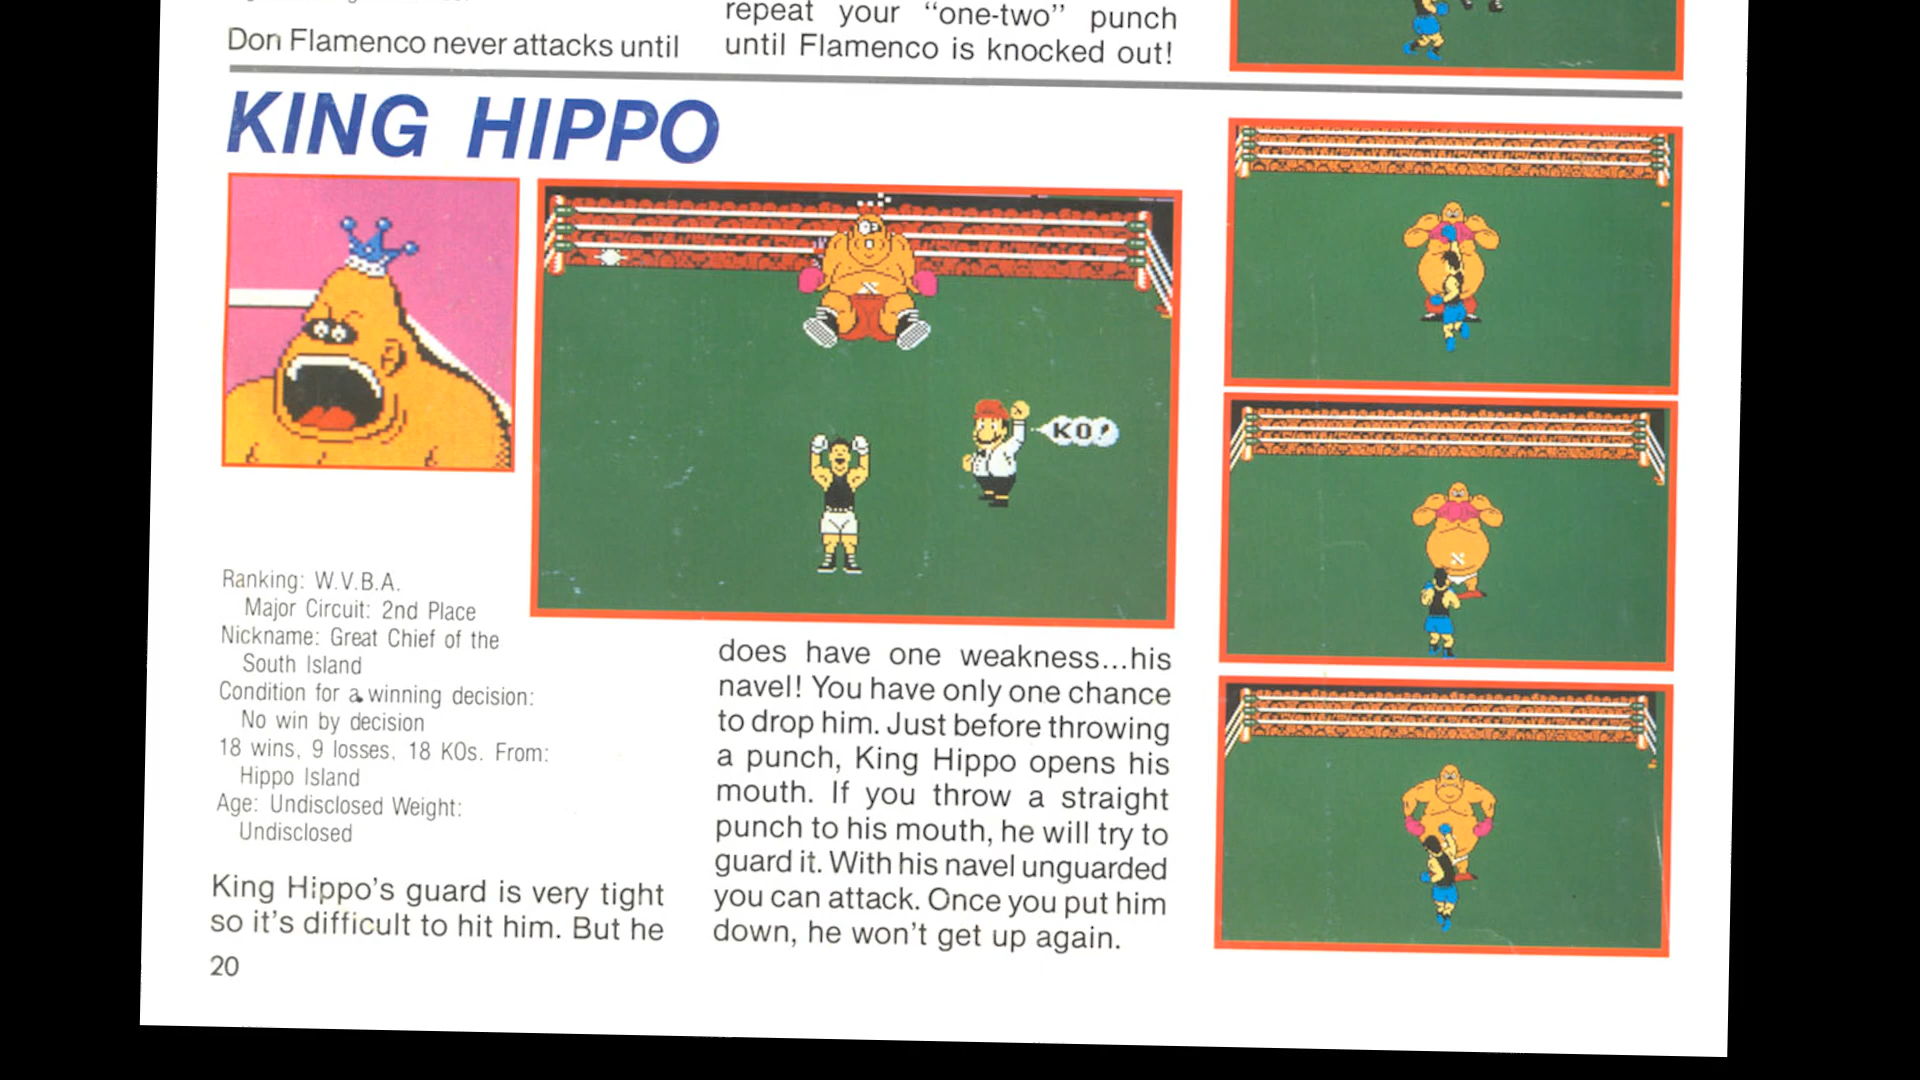 Don Flamenco never attacks until
repeat your “one-two” punch
until Flamenco is knocked out!
KING HIPPO
KO!
Ranking: W.V.B.A.
Major Circuit: 2nd Place
Nickname: Great Chief of the
South Island
Condition for a winning decision:
No win by decision
18 wins, 9 losses, 18 KOs. From:
Hippo Island
Age: Undisclosed Weight:
Undisclosed
King Hippo’s guard is very tight
so it’s difficult to hit him. But he
does have one weakness...his
navel! You have only one chance
to drop him. Just before throwing
a punch, King Hippo opens his
mouth. If you throw a straight
punch to his mouth, he will try to
guard it. With his navel unguarded
you can attack. Once you put him
down, he won’t get up again.
20